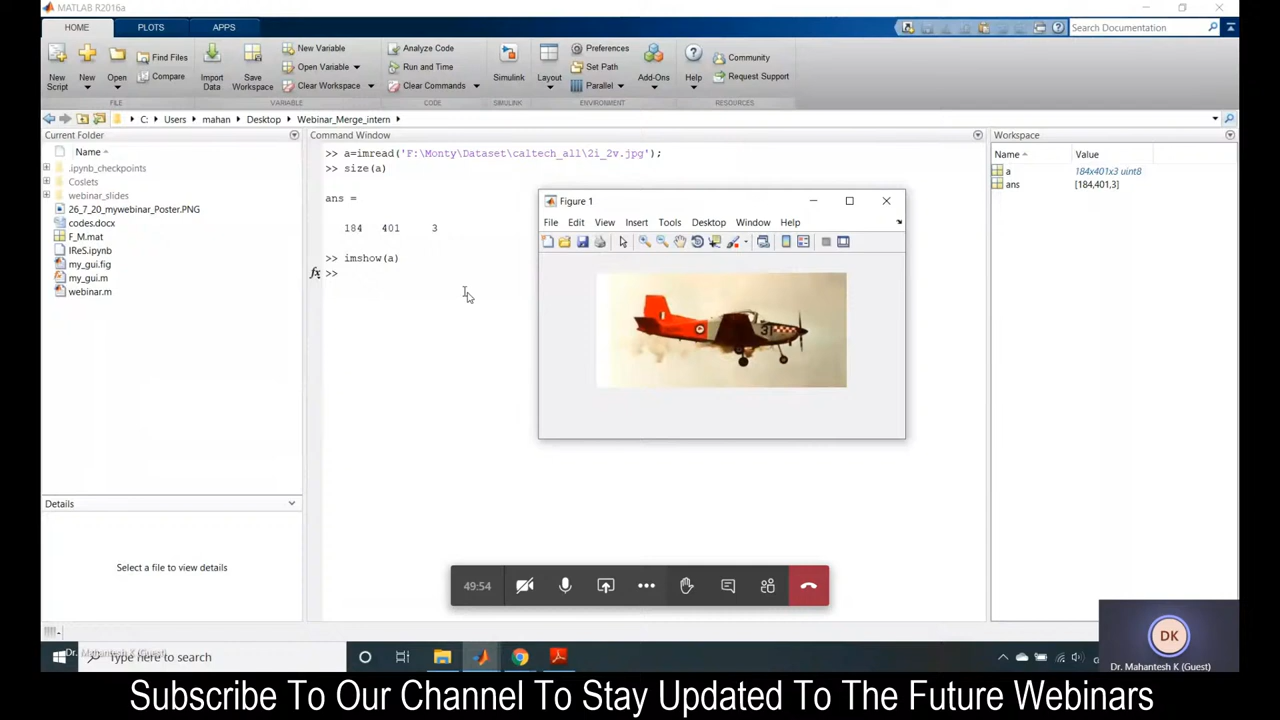 MATLAB R2016a
HOME PLOTS APPS
Search Documentation
New Script
New
Open
Find Files
Compare
Import Data
Save Workspace
New Variable
Open Variable
Clear Workspace
Analyze Code
Run and Time
Clear Commands
Simulink
Layout
Preferences
Set Path
Parallel
Add-Ons
Help
Community
Request Support
FILE VARIABLE CODE SIMULINK ENVIRONMENT RESOURCES
C: Users mahan Desktop Webinar_Merge_intern
Current Folder
Name
.ipynb_checkpoints
Coslets
webinar_slides
26_7_20_mywebinar_Poster.PNG
codes.docx
F_M.mat
IReS.ipynb
my_gui.fig
my_gui.m
webinar.m
Details
Select a file to view details
Command Window
>> a=imread('F:\Monty\Dataset\caltech_all\2i_2v.jpg');
>> size(a)
ans =
184 401 3
>> imshow(a)
fx >>
Figure 1
File Edit View Insert Tools Desktop Window Help
31
Workspace
Name Value
a 184x401x3 uint8
ans [184,401,3]
49:54
DK
Dr. Mahantesh K (Guest)
Dr. Mahantesh K (Guest)
Type here to search
Subscribe To Our Channel To Stay Updated To The Future Webinars